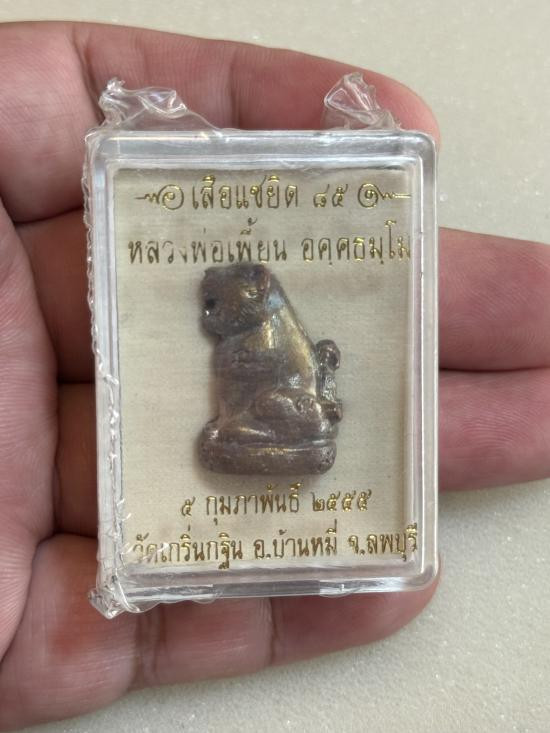 เสือแซยิด ๘๕
หลวงพ่อเพี้ยน อคฺคธมฺโม
๕ กุมภาพันธ์ ๒๕๕๕
วัดเกริ่นกฐิน อ.บ้านหมี่ จ.ลพบุรี